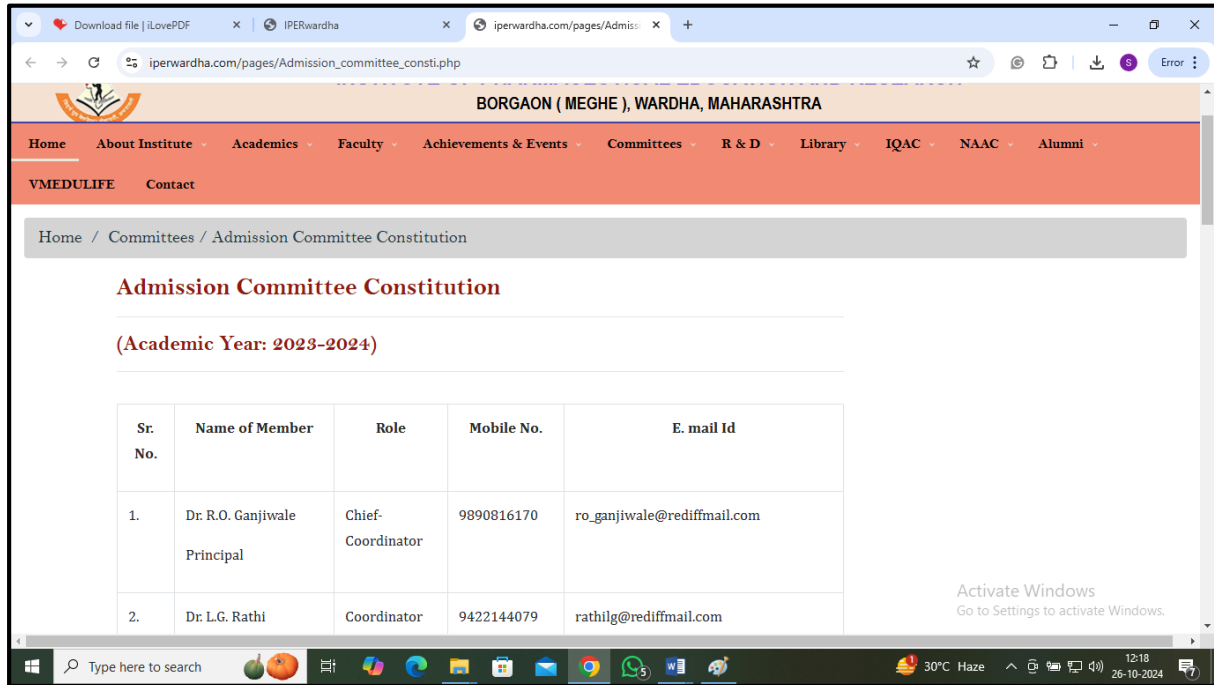 Download file | iLovePDF
IPERwardha
iperwardha.com/pages/Admiss
iperwardha.com/pages/Admission_committee_consti.php
S
Error
BORGAON ( MEGHE ), WARDHA, MAHARASHTRA
Home About Institute Academics Faculty Achievements & Events Committees R & D Library IQAC NAAC Alumni
VMEDULIFE Contact
Home / Committees / Admission Committee Constitution
Admission Committee Constitution
(Academic Year: 2023-2024)
Sr. Name of Member Role Mobile No. E. mail Id
No.
1. Dr. R.O. Ganjiwale Chief- 9890816170 ro_ganjiwale@rediffmail.com
Coordinator
Principal
2. Dr. L.G. Rathi Coordinator 9422144079 rathilg@rediffmail.com
Activate Windows
Go to Settings to activate Windows.
Type here to search
5
1
30°C Haze
12:18
26-10-2024
7